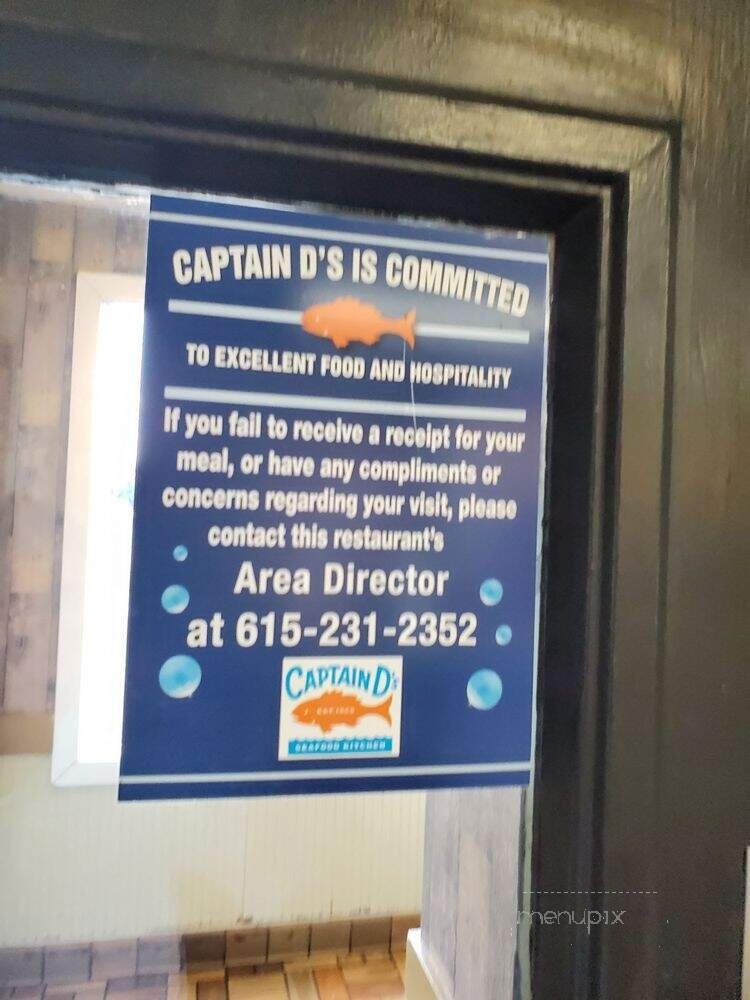 CAPTAIN D'S IS COMMITTED
TO EXCELLENT FOOD AND HOSPITALITY
If you fail to receive a receipt for your
meal, or have any compliments or
concerns regarding your visit, please
contact this restaurant's
Area Director
at 615-231-2352
CAPTAIN D's
EST. 1969
SEAFOOD KITCHEN
menupix